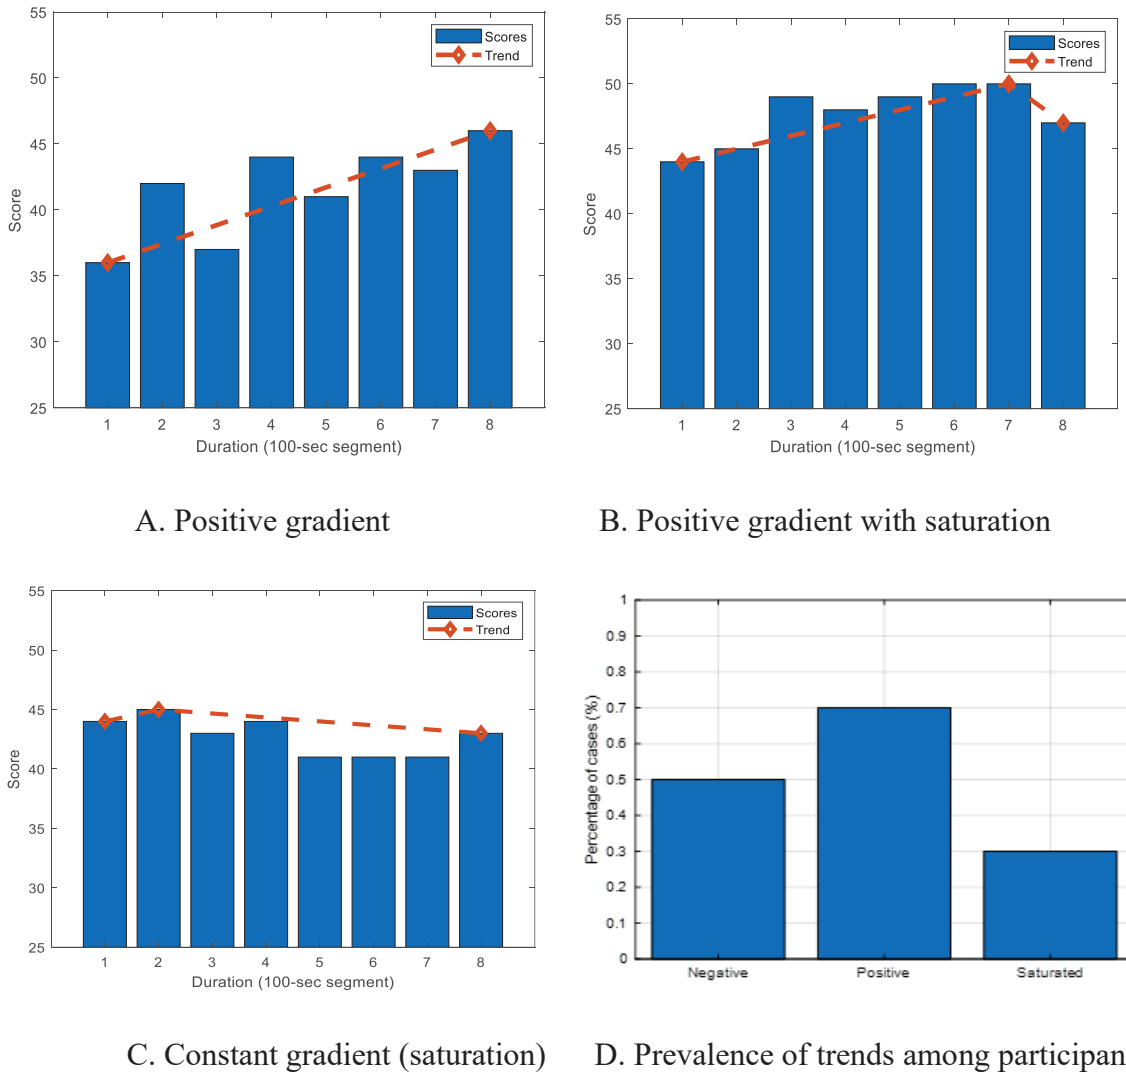 55
50
45
40
35
30
25
Score
Scores
Trend
1 2 3 4 5 6 7 8
Duration (100-sec segment)
A. Positive gradient
55
50
45
40
35
30
25
Score
Scores
Trend
1 2 3 4 5 6 7 8
Duration (100-sec segment)
B. Positive gradient with saturation
55
50
45
40
35
30
25
Score
Scores
Trend
1 2 3 4 5 6 7 8
Duration (100-sec segment)
C. Constant gradient (saturation)
1
0.9
0.8
0.7
0.6
0.5
0.4
0.3
0.2
0.1
0
Percentage of cases (%)
Negative Positive Saturated
D. Prevalence of trends among participan